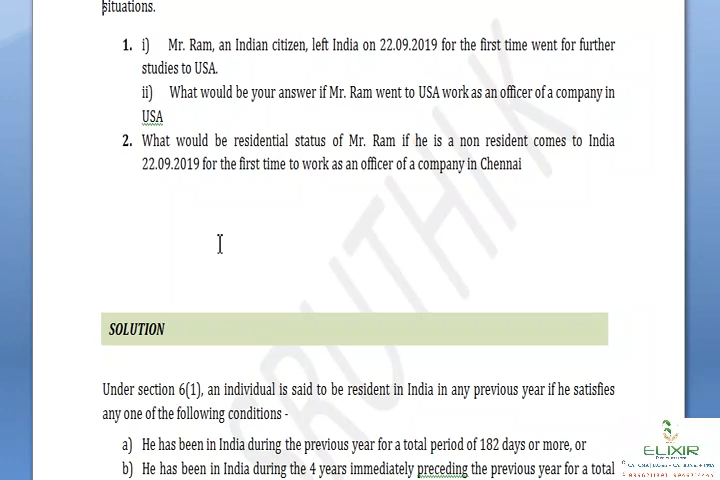 situations.
1. i) Mr. Ram, an Indian citizen, left India on 22.09.2019 for the first time went for further
studies to USA.
ii) What would be your answer if Mr. Ram went to USA work as an officer of a company in
USA
2. What would be residential status of Mr. Ram if he is a non resident comes to India
22.09.2019 for the first time to work as an officer of a company in Chennai
SRUTHI K
SOLUTION
Under section 6(1), an individual is said to be resident in India in any previous year if he satisfies
any one of the following conditions -
a) He has been in India during the previous year for a total period of 182 days or more, or
b) He has been in India during the 4 years immediately preceding the previous year for a total
ELIXIR